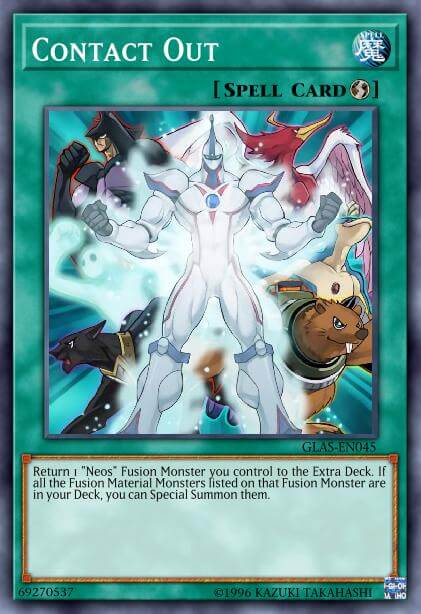 CONTACT OUT
SPELL
魔
[SPELL CARD]
GLAS-EN045
Return 1 "Neos" Fusion Monster you control to the Extra Deck. If
all the Fusion Material Monsters listed on that Fusion Monster are
in your Deck, you can Special Summon them.
69270537
©1996 KAZUKI TAKAHASHI